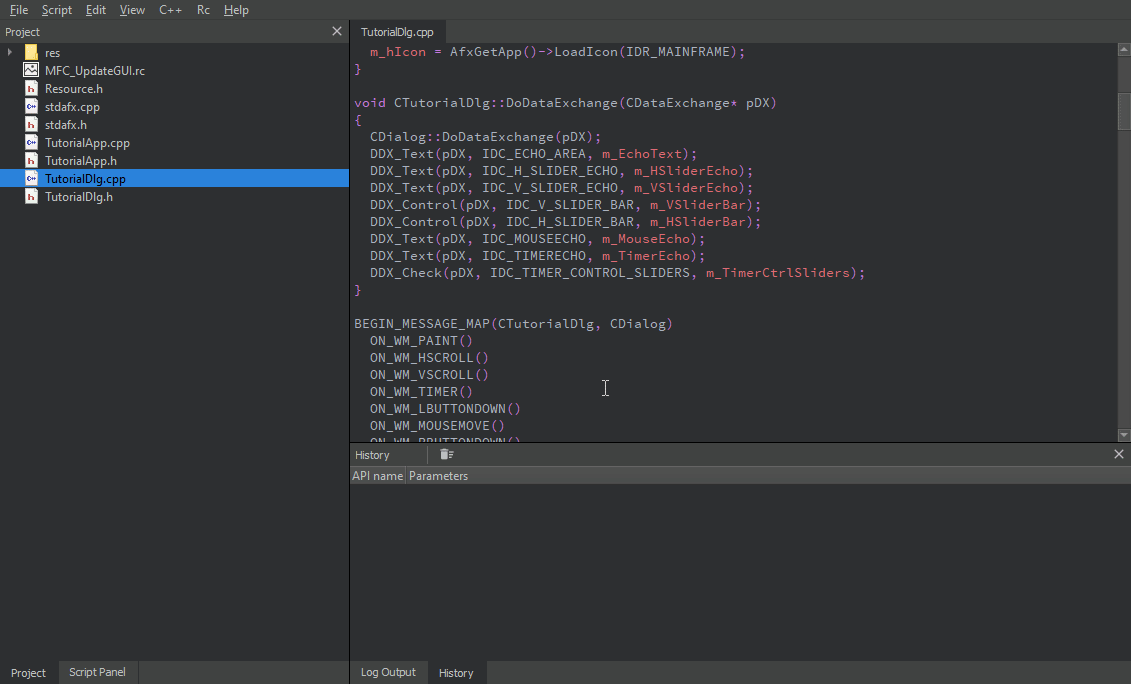 File Script Edit View C++ Rc Help
Project
res
MFC_UpdateGUI.rc
Resource.h
stdafx.cpp
stdafx.h
TutorialApp.cpp
TutorialApp.h
TutorialDlg.cpp
TutorialDlg.h
Project Script Panel
TutorialDlg.cpp
m_hIcon = AfxGetApp()->LoadIcon(IDR_MAINFRAME);
}
void CTutorialDlg::DoDataExchange(CDataExchange* pDX)
{
CDialog::DoDataExchange(pDX);
DDX_Text(pDX, IDC_ECHO_AREA, m_EchoText);
DDX_Text(pDX, IDC_H_SLIDER_ECHO, m_HSliderEcho);
DDX_Text(pDX, IDC_V_SLIDER_ECHO, m_VSliderEcho);
DDX_Control(pDX, IDC_V_SLIDER_BAR, m_VSliderBar);
DDX_Control(pDX, IDC_H_SLIDER_BAR, m_HSliderBar);
DDX_Text(pDX, IDC_MOUSEECHO, m_MouseEcho);
DDX_Text(pDX, IDC_TIMERECHO, m_TimerEcho);
DDX_Check(pDX, IDC_TIMER_CONTROL_SLIDERS, m_TimerCtrlSliders);
}
BEGIN_MESSAGE_MAP(CTutorialDlg, CDialog)
ON_WM_PAINT()
ON_WM_HSCROLL()
ON_WM_VSCROLL()
ON_WM_TIMER()
ON_WM_LBUTTONDOWN()
ON_WM_MOUSEMOVE()
ON_WM_RBUTTONDOWN()
History
API name Parameters
Log Output History